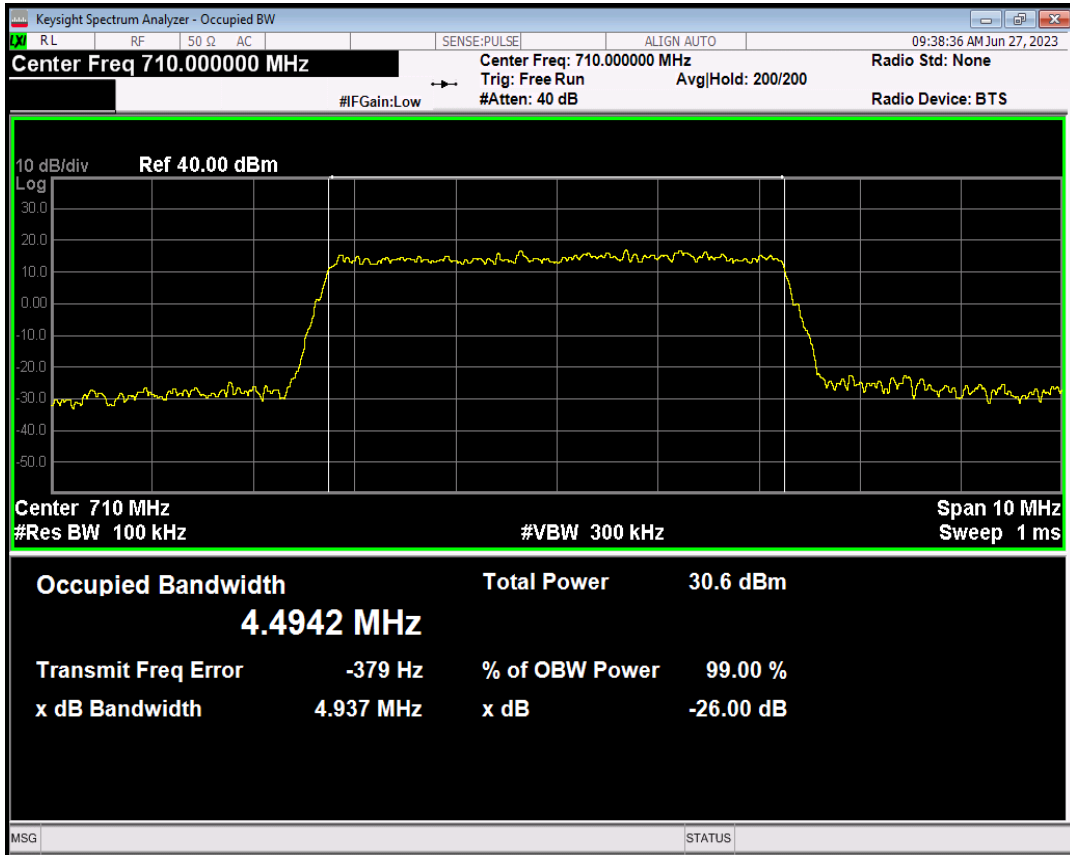 Keysight Spectrum Analyzer - Occupied BW
LXI RL RF 50 Ω AC SENSE:PULSE ALIGN AUTO 09:38:36 AM Jun 27, 2023
Center Freq 710.000000 MHz Center Freq: 710.000000 MHz Radio Std: None
Trig: Free Run Avg|Hold: 200/200
#IFGain:Low #Atten: 40 dB Radio Device: BTS
10 dB/div Ref 40.00 dBm
Log
30.0
20.0
10.0
0.00
-10.0
-20.0
-30.0
-40.0
-50.0
Center 710 MHz Span 10 MHz
#Res BW 100 kHz #VBW 300 kHz Sweep 1 ms
Occupied Bandwidth Total Power 30.6 dBm
4.4942 MHz
Transmit Freq Error -379 Hz % of OBW Power 99.00 %
x dB Bandwidth 4.937 MHz x dB -26.00 dB
MSG STATUS